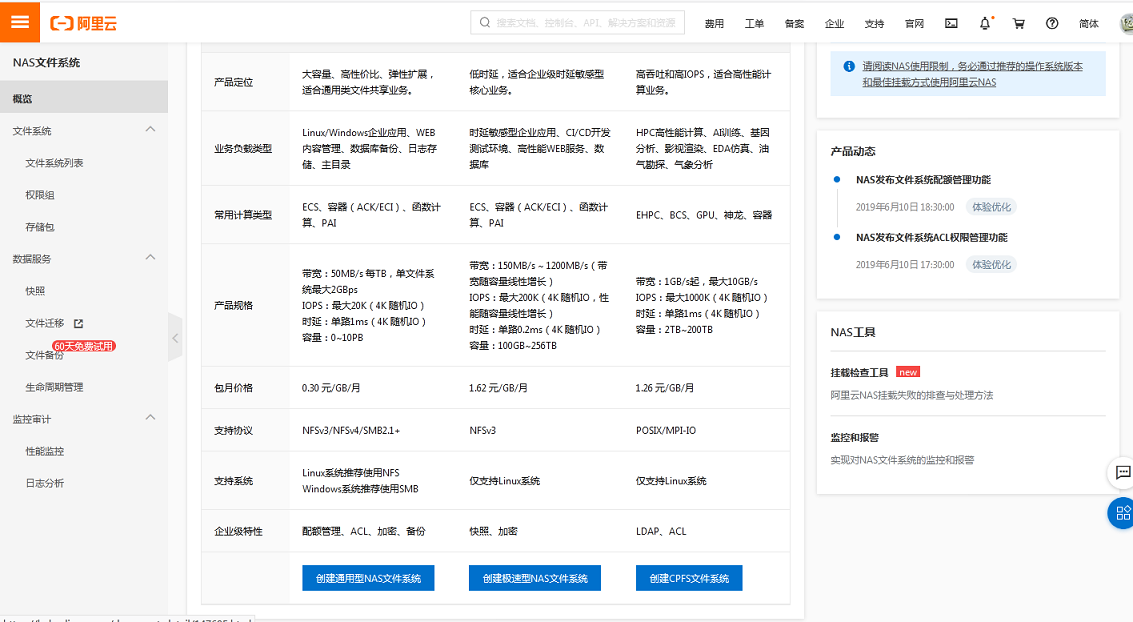 阿里云
搜索文档、控制台、API、解决方案和资源
费用 工单 备案 企业 支持 官网 简体
NAS文件系统
概览
文件系统
文件系统列表
权限组
存储包
数据服务
快照
文件迁移
60天免费试用
文件备份
生命周期管理
监控审计
性能监控
日志分析
产品定位
大容量、高性价比、弹性扩展，
适合通用类文件共享业务。
低时延，适合企业级时延敏感型
核心业务。
高吞吐和高IOPS，适合高性能计
算业务。
业务负载类型
Linux/Windows企业应用、WEB
内容管理、数据库备份、日志存
储、主目录
时延敏感型企业应用、CI/CD开发
测试环境、高性能WEB服务、数
据库
HPC高性能计算、AI训练、基因
分析、影视渲染、EDA仿真、油
气勘探、气象分析
常用计算类型
ECS、容器（ACK/ECI）、函数计
算、PAI
ECS、容器（ACK/ECI）、函数计
算、PAI
EHPC、BCS、GPU、神龙、容器
产品规格
带宽：50MB/s 每TB，单文件系
统最大2GBps
IOPS：最大20K（4K 随机IO）
时延：单路1ms（4K 随机IO）
容量：0~10PB
带宽：150MB/s ~ 1200MB/s（带
宽随容量线性增长）
IOPS：最大200K（4K 随机IO，性
能随容量线性增长）
时延：单路0.2ms（4K 随机IO）
容量：100GB~256TB
带宽：1GB/s起，最大10GB/s
IOPS：最大1000K（4K 随机IO）
时延：单路1ms（4K 随机IO）
容量：2TB~200TB
包月价格
0.30 元/GB/月
1.62 元/GB/月
1.26 元/GB/月
支持协议
NFSv3/NFSv4/SMB2.1+
NFSv3
POSIX/MPI-IO
支持系统
Linux系统推荐使用NFS
Windows系统推荐使用SMB
仅支持Linux系统
仅支持Linux系统
企业级特性
配额管理、ACL、加密、备份
快照、加密
LDAP、ACL
创建通用型NAS文件系统
创建极速型NAS文件系统
创建CPFS文件系统
请阅读NAS使用限制，务必通过推荐的操作系统版本
和最佳挂载方式使用阿里云NAS
产品动态
NAS发布文件系统配额管理功能
2019年6月10日 18:30:00 体验优化
NAS发布文件系统ACL权限管理功能
2019年6月10日 17:30:00 体验优化
NAS工具
挂载检查工具 new
阿里云NAS挂载失败的排查与处理方法
监控和报警
实现对NAS文件系统的监控和报警